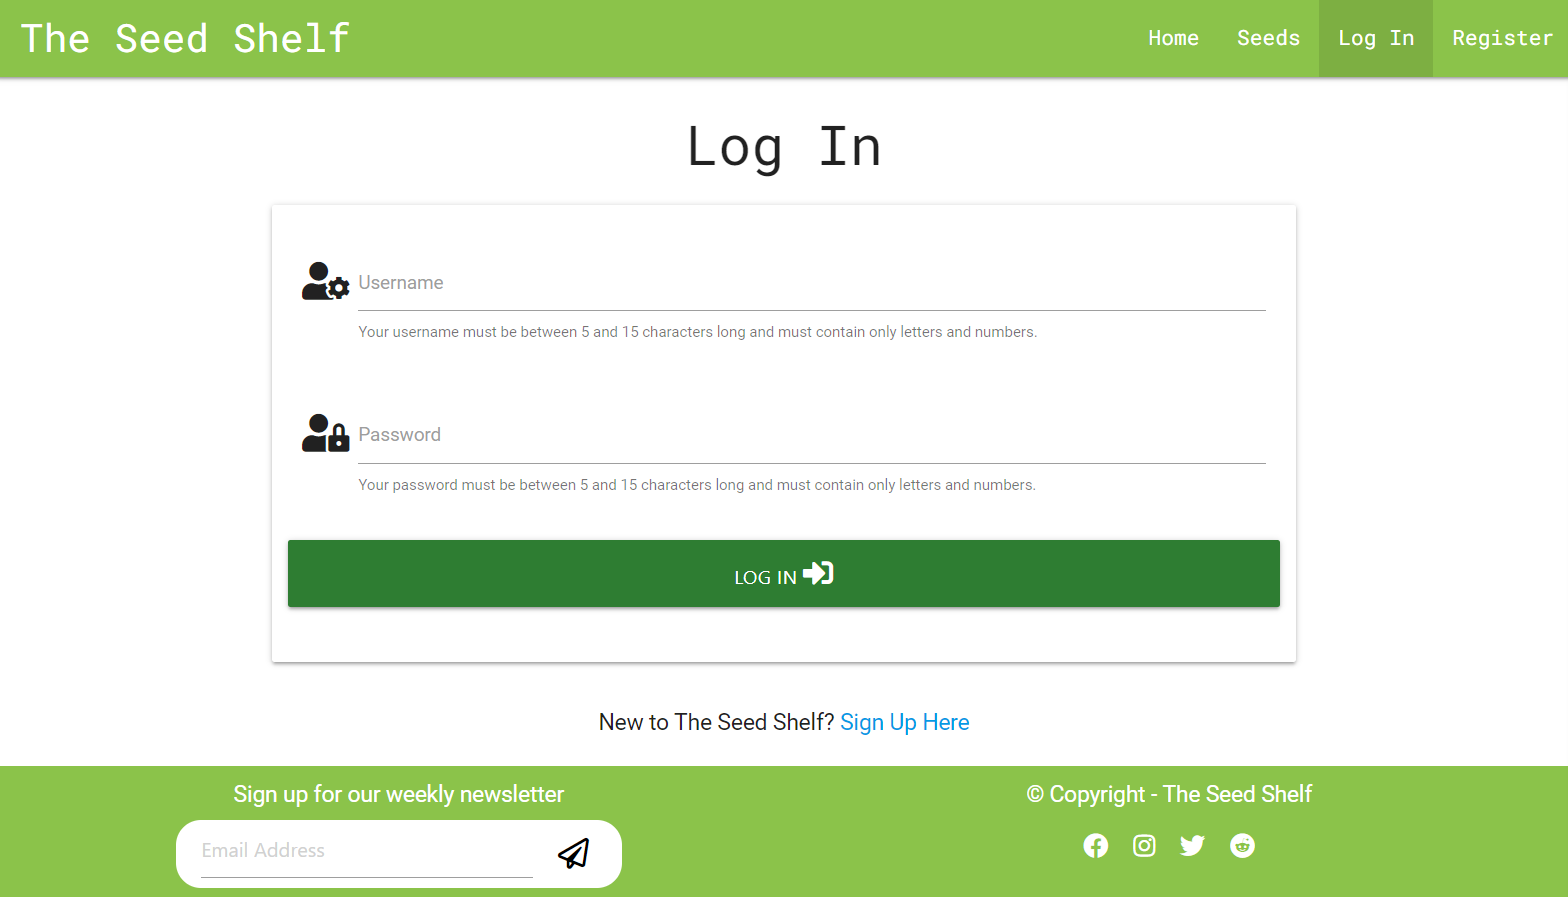 The Seed Shelf
Home Seeds Log In Register
Log In
Username
Your username must be between 5 and 15 characters long and must contain only letters and numbers.
Password
Your password must be between 5 and 15 characters long and must contain only letters and numbers.
LOG IN
New to The Seed Shelf? Sign Up Here
Sign up for our weekly newsletter
Email Address
© Copyright - The Seed Shelf